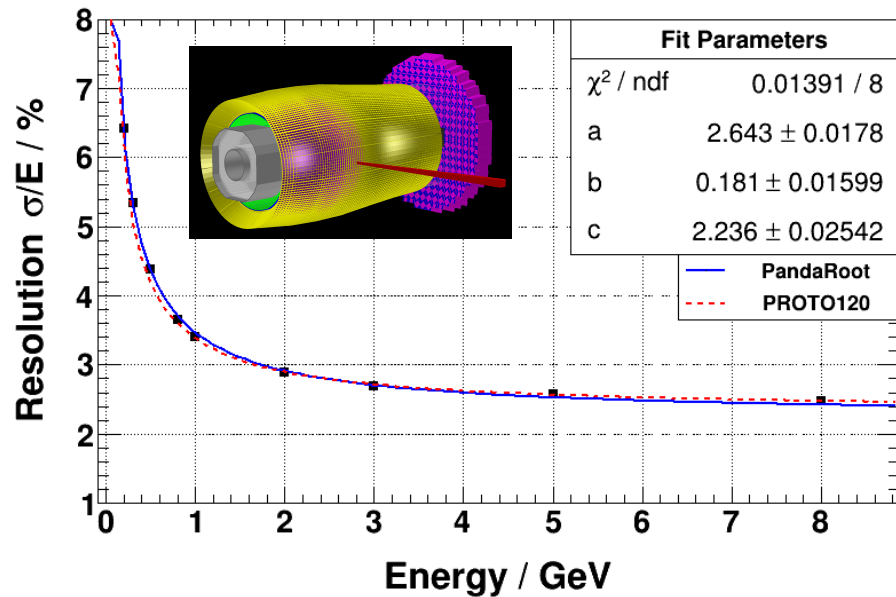 Resolution σ/E / %
8
7
6
5
4
3
2
1
0 1 2 3 4 5 6 7 8
Energy / GeV
Fit Parameters
χ² / ndf 0.01391 / 8
a 2.643 ± 0.0178
b 0.181 ± 0.01599
c 2.236 ± 0.02542
PandaRoot
PROTO120